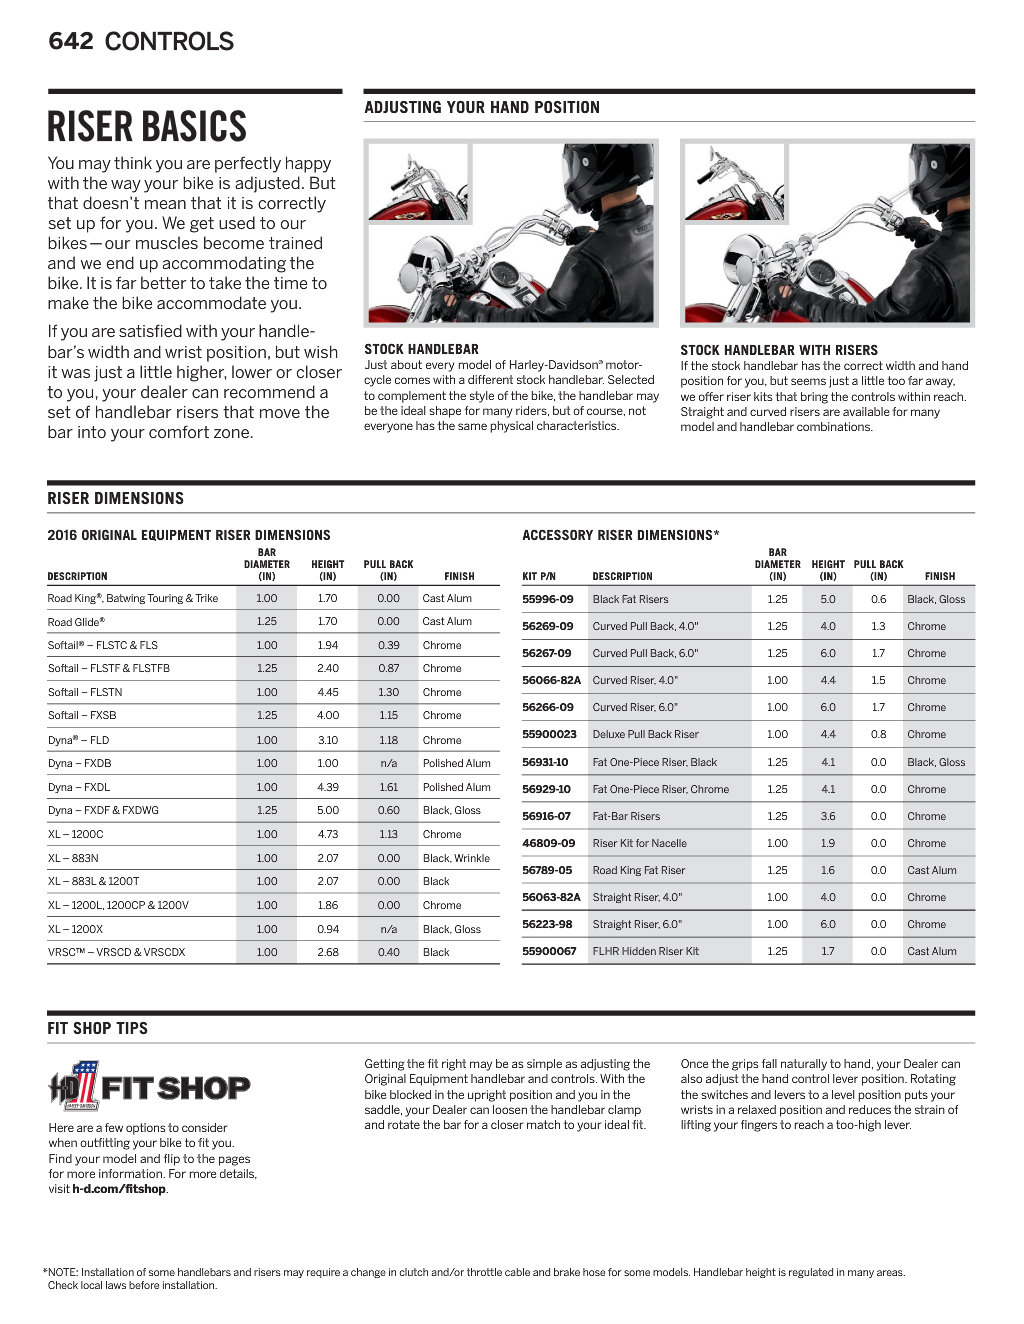 642 CONTROLS
RISER BASICS
You may think you are perfectly happy
with the way your bike is adjusted. But
that doesn't mean that it is correctly
set up for you. We get used to our
bikes — our muscles become trained
and we end up accommodating the
bike. It is far better to take the time to
make the bike accommodate you.
If you are satisfied with your handle-
bar's width and wrist position, but wish
it was just a little higher, lower or closer
to you, your dealer can recommend a
set of handlebar risers that move the
bar into your comfort zone.
ADJUSTING YOUR HAND POSITION
STOCK HANDLEBAR
Just about every model of Harley-Davidson® motor-
cycle comes with a different stock handlebar. Selected
to complement the style of the bike, the handlebar may
be the ideal shape for many riders, but of course, not
everyone has the same physical characteristics.
STOCK HANDLEBAR WITH RISERS
If the stock handlebar has the correct width and hand
position for you, but seems just a little too far away,
we offer riser kits that bring the controls within reach.
Straight and curved risers are available for many
model and handlebar combinations.
RISER DIMENSIONS
2016 ORIGINAL EQUIPMENT RISER DIMENSIONS
DESCRIPTION BAR DIAMETER (IN) HEIGHT (IN) PULL BACK (IN) FINISH
Road King®, Batwing Touring & Trike 1.00 1.70 0.00 Cast Alum
Road Glide® 1.25 1.70 0.00 Cast Alum
Softail® – FLSTC & FLS 1.00 1.94 0.39 Chrome
Softail – FLSTF & FLSTFB 1.25 2.40 0.87 Chrome
Softail – FLSTN 1.00 4.45 1.30 Chrome
Softail – FXSB 1.25 4.00 1.15 Chrome
Dyna® – FLD 1.00 3.10 1.18 Chrome
Dyna – FXDB 1.00 1.00 n/a Polished Alum
Dyna – FXDL 1.00 4.39 1.61 Polished Alum
Dyna – FXDF & FXDWG 1.25 5.00 0.60 Black, Gloss
XL – 1200C 1.00 4.73 1.13 Chrome
XL – 883N 1.00 2.07 0.00 Black, Wrinkle
XL – 883L & 1200T 1.00 2.07 0.00 Black
XL – 1200L, 1200CP & 1200V 1.00 1.86 0.00 Chrome
XL – 1200X 1.00 0.94 n/a Black, Gloss
VRSC™ – VRSCD & VRSCDX 1.00 2.68 0.40 Black
ACCESSORY RISER DIMENSIONS*
KIT P/N DESCRIPTION BAR DIAMETER (IN) HEIGHT (IN) PULL BACK (IN) FINISH
55996-09 Black Fat Risers 1.25 5.0 0.6 Black, Gloss
56269-09 Curved Pull Back, 4.0" 1.25 4.0 1.3 Chrome
56267-09 Curved Pull Back, 6.0" 1.25 6.0 1.7 Chrome
56066-82A Curved Riser, 4.0" 1.00 4.4 1.5 Chrome
56266-09 Curved Riser, 6.0" 1.00 6.0 1.7 Chrome
55900023 Deluxe Pull Back Riser 1.00 4.4 0.8 Chrome
56931-10 Fat One-Piece Riser, Black 1.25 4.1 0.0 Black, Gloss
56929-10 Fat One-Piece Riser, Chrome 1.25 4.1 0.0 Chrome
56916-07 Fat-Bar Risers 1.25 3.6 0.0 Chrome
46809-09 Riser Kit for Nacelle 1.00 1.9 0.0 Chrome
56789-05 Road King Fat Riser 1.25 1.6 0.0 Cast Alum
56063-82A Straight Riser, 4.0" 1.00 4.0 0.0 Chrome
56223-98 Straight Riser, 6.0" 1.00 6.0 0.0 Chrome
55900067 FLHR Hidden Riser Kit 1.25 1.7 0.0 Cast Alum
FIT SHOP TIPS
HD 1 FIT SHOP
HARLEY-DAVIDSON
Here are a few options to consider
when outfitting your bike to fit you.
Find your model and flip to the pages
for more information. For more details,
visit h-d.com/fitshop.
Getting the fit right may be as simple as adjusting the
Original Equipment handlebar and controls. With the
bike blocked in the upright position and you in the
saddle, your Dealer can loosen the handlebar clamp
and rotate the bar for a closer match to your ideal fit.
Once the grips fall naturally to hand, your Dealer can
also adjust the hand control lever position. Rotating
the switches and levers to a level position puts your
wrists in a relaxed position and reduces the strain of
lifting your fingers to reach a too-high lever.
*NOTE: Installation of some handlebars and risers may require a change in clutch and/or throttle cable and brake hose for some models. Handlebar height is regulated in many areas.
Check local laws before installation.